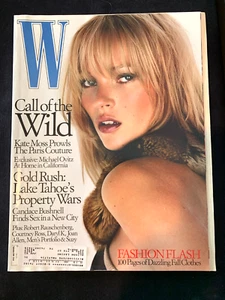 W
Call of the
Wild
Kate Moss Prowls
The Paris Couture
Exclusive: Michael Ovitz
At Home in California
Gold Rush:
Lake Tahoe's
Property Wars
Candace Bushnell
Finds Sex in a New City
Plus: Robert Rauschenberg,
Courtney Ross, Daryl K, Joan
Allen, Men's Portfolio & Suzy
FASHION FLASH
100 Pages of Dazzling Fall Clothes